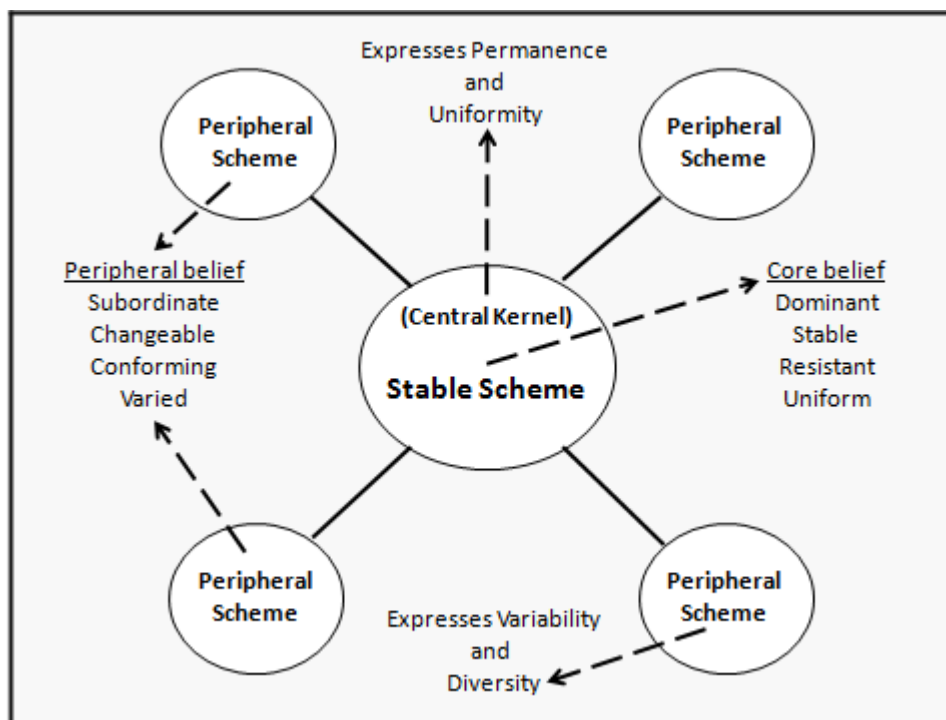 Expresses Permanence
and
Uniformity
Peripheral
Scheme
Peripheral
Scheme
Peripheral belief
Subordinate
Changeable
Conforming
Varied
(Central Kernel)
Stable Scheme
Core belief
Dominant
Stable
Resistant
Uniform
Peripheral
Scheme
Expresses Variability
and
Diversity
Peripheral
Scheme